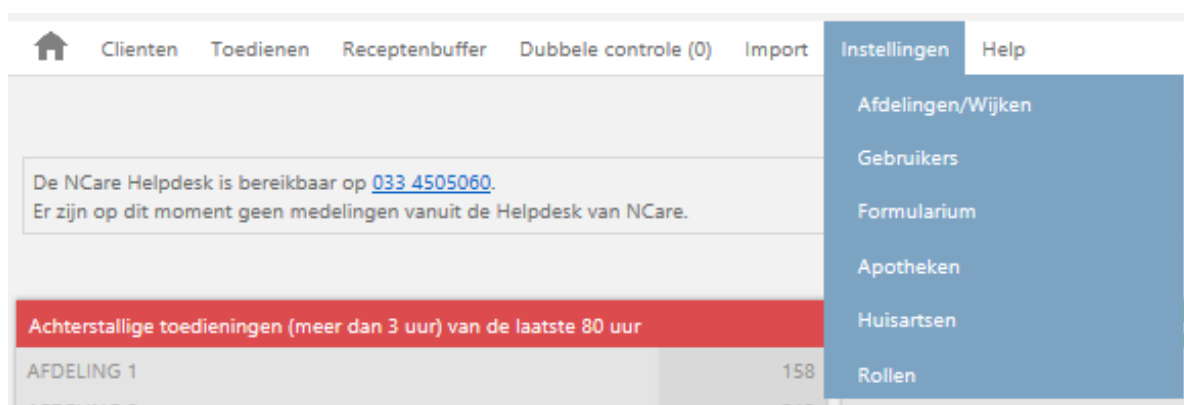 Clienten Toedienen Receptenbuffer Dubbele controle (0) Import Instellingen Help
Afdelingen/Wijken
Gebruikers
Formularium
Apotheken
Huisartsen
Rollen
De NCare Helpdesk is bereikbaar op 033 4505060.
Er zijn op dit moment geen medelingen vanuit de Helpdesk van NCare.
Achterstallige toedieningen (meer dan 3 uur) van de laatste 80 uur
AFDELING 1 158